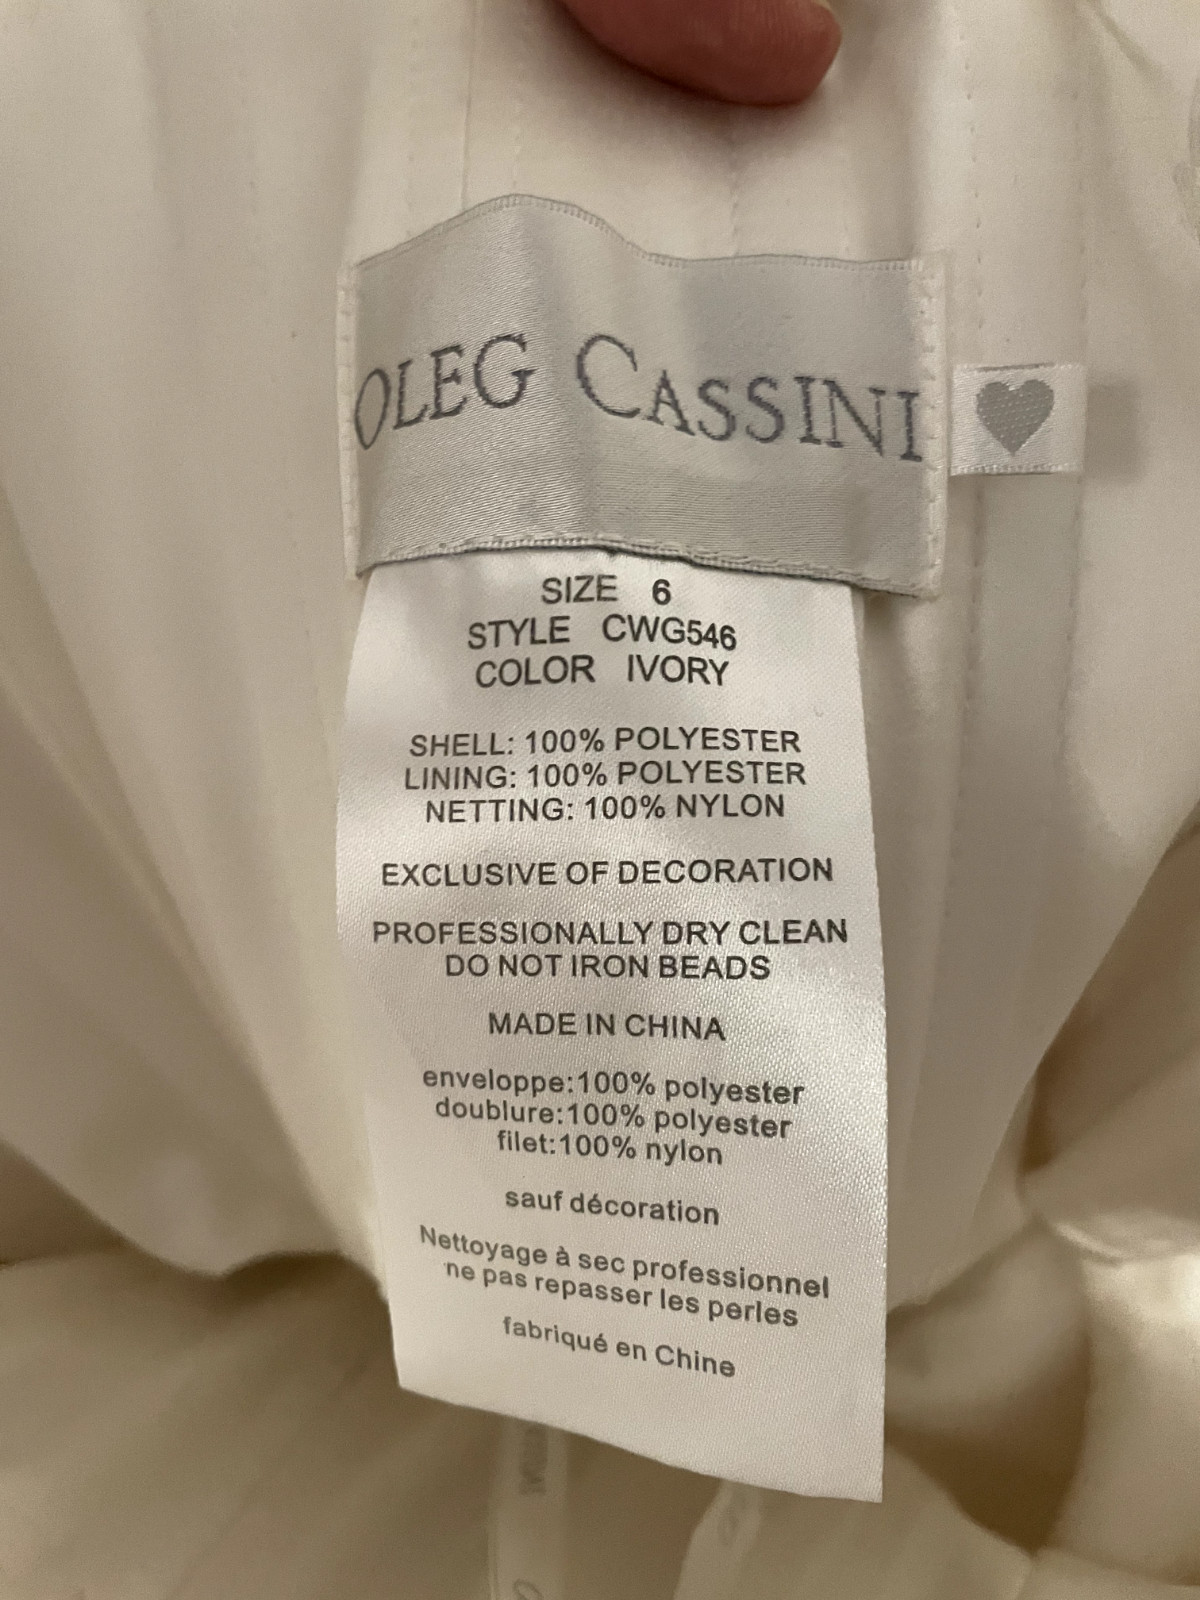 OLEG CASSINI
SIZE 6
STYLE CWG546
COLOR IVORY
SHELL: 100% POLYESTER
LINING: 100% POLYESTER
NETTING: 100% NYLON
EXCLUSIVE OF DECORATION
PROFESSIONALLY DRY CLEAN
DO NOT IRON BEADS
MADE IN CHINA
enveloppe:100% polyester
doublure:100% polyester
filet:100% nylon
sauf décoration
Nettoyage à sec professionnel
ne pas repasser les perles
fabriqué en Chine